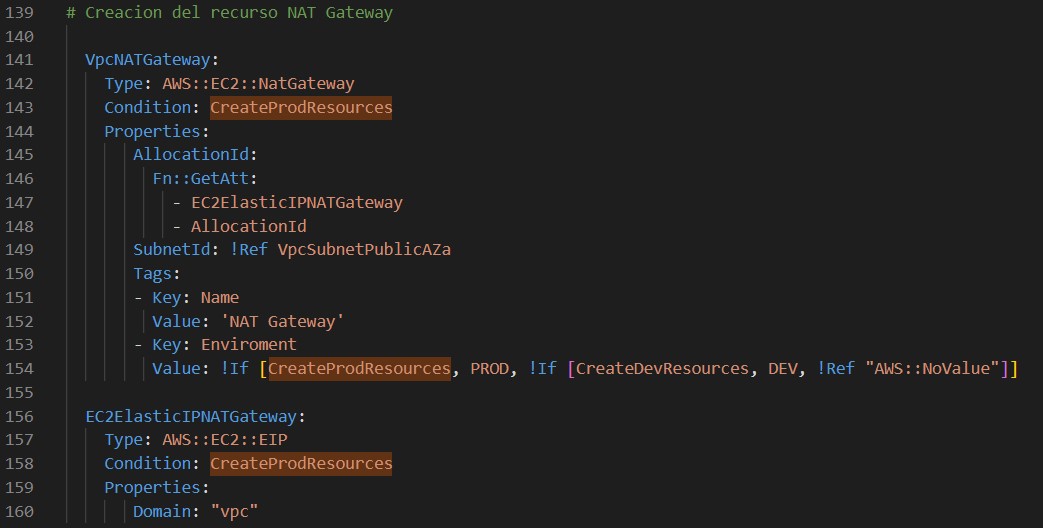 139 # Creacion del recurso NAT Gateway
140
141 VpcNATGateway:
142 Type: AWS::EC2::NatGateway
143 Condition: CreateProdResources
144 Properties:
145 AllocationId:
146 Fn::GetAtt:
147 - EC2ElasticIPNATGateway
148 - AllocationId
149 SubnetId: !Ref VpcSubnetPublicAZa
150 Tags:
151 - Key: Name
152 Value: 'NAT Gateway'
153 - Key: Enviroment
154 Value: !If [CreateProdResources, PROD, !If [CreateDevResources, DEV, !Ref "AWS::NoValue"]]
155
156 EC2ElasticIPNATGateway:
157 Type: AWS::EC2::EIP
158 Condition: CreateProdResources
159 Properties:
160 Domain: "vpc"